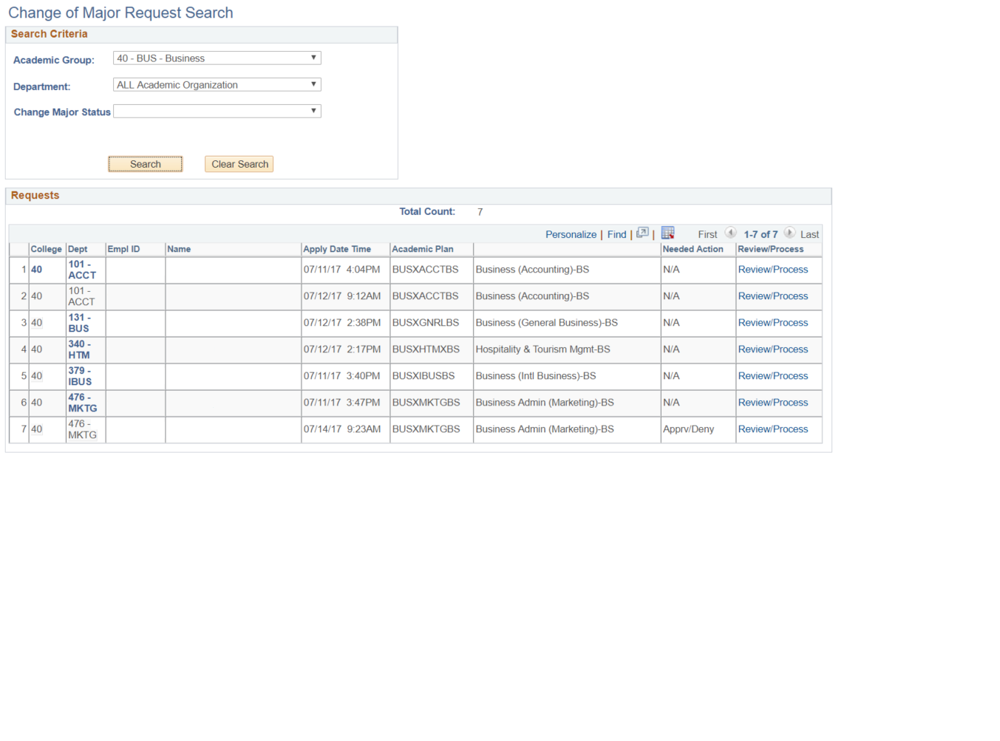 Change of Major Request Search
Search Criteria
Academic Group: 40 - BUS - Business
Department: ALL Academic Organization
Change Major Status
Search Clear Search
Requests
Total Count: 7
Personalize | Find | | First 1-7 of 7 Last
College Dept Empl ID Name Apply Date Time Academic Plan Needed Action Review/Process
1 40 101 - ACCT 07/11/17 4:04PM BUSXACCTBS Business (Accounting)-BS N/A Review/Process
2 40 101 - ACCT 07/12/17 9:12AM BUSXACCTBS Business (Accounting)-BS N/A Review/Process
3 40 131 - BUS 07/12/17 2:38PM BUSXGNRLBS Business (General Business)-BS N/A Review/Process
4 40 340 - HTM 07/12/17 2:17PM BUSXHTMXBS Hospitality & Tourism Mgmt-BS N/A Review/Process
5 40 379 - IBUS 07/11/17 3:40PM BUSXIBUSBS Business (Intl Business)-BS N/A Review/Process
6 40 476 - MKTG 07/11/17 3:47PM BUSXMKTGBS Business Admin (Marketing)-BS N/A Review/Process
7 40 476 - MKTG 07/14/17 9:23AM BUSXMKTGBS Business Admin (Marketing)-BS Apprv/Deny Review/Process